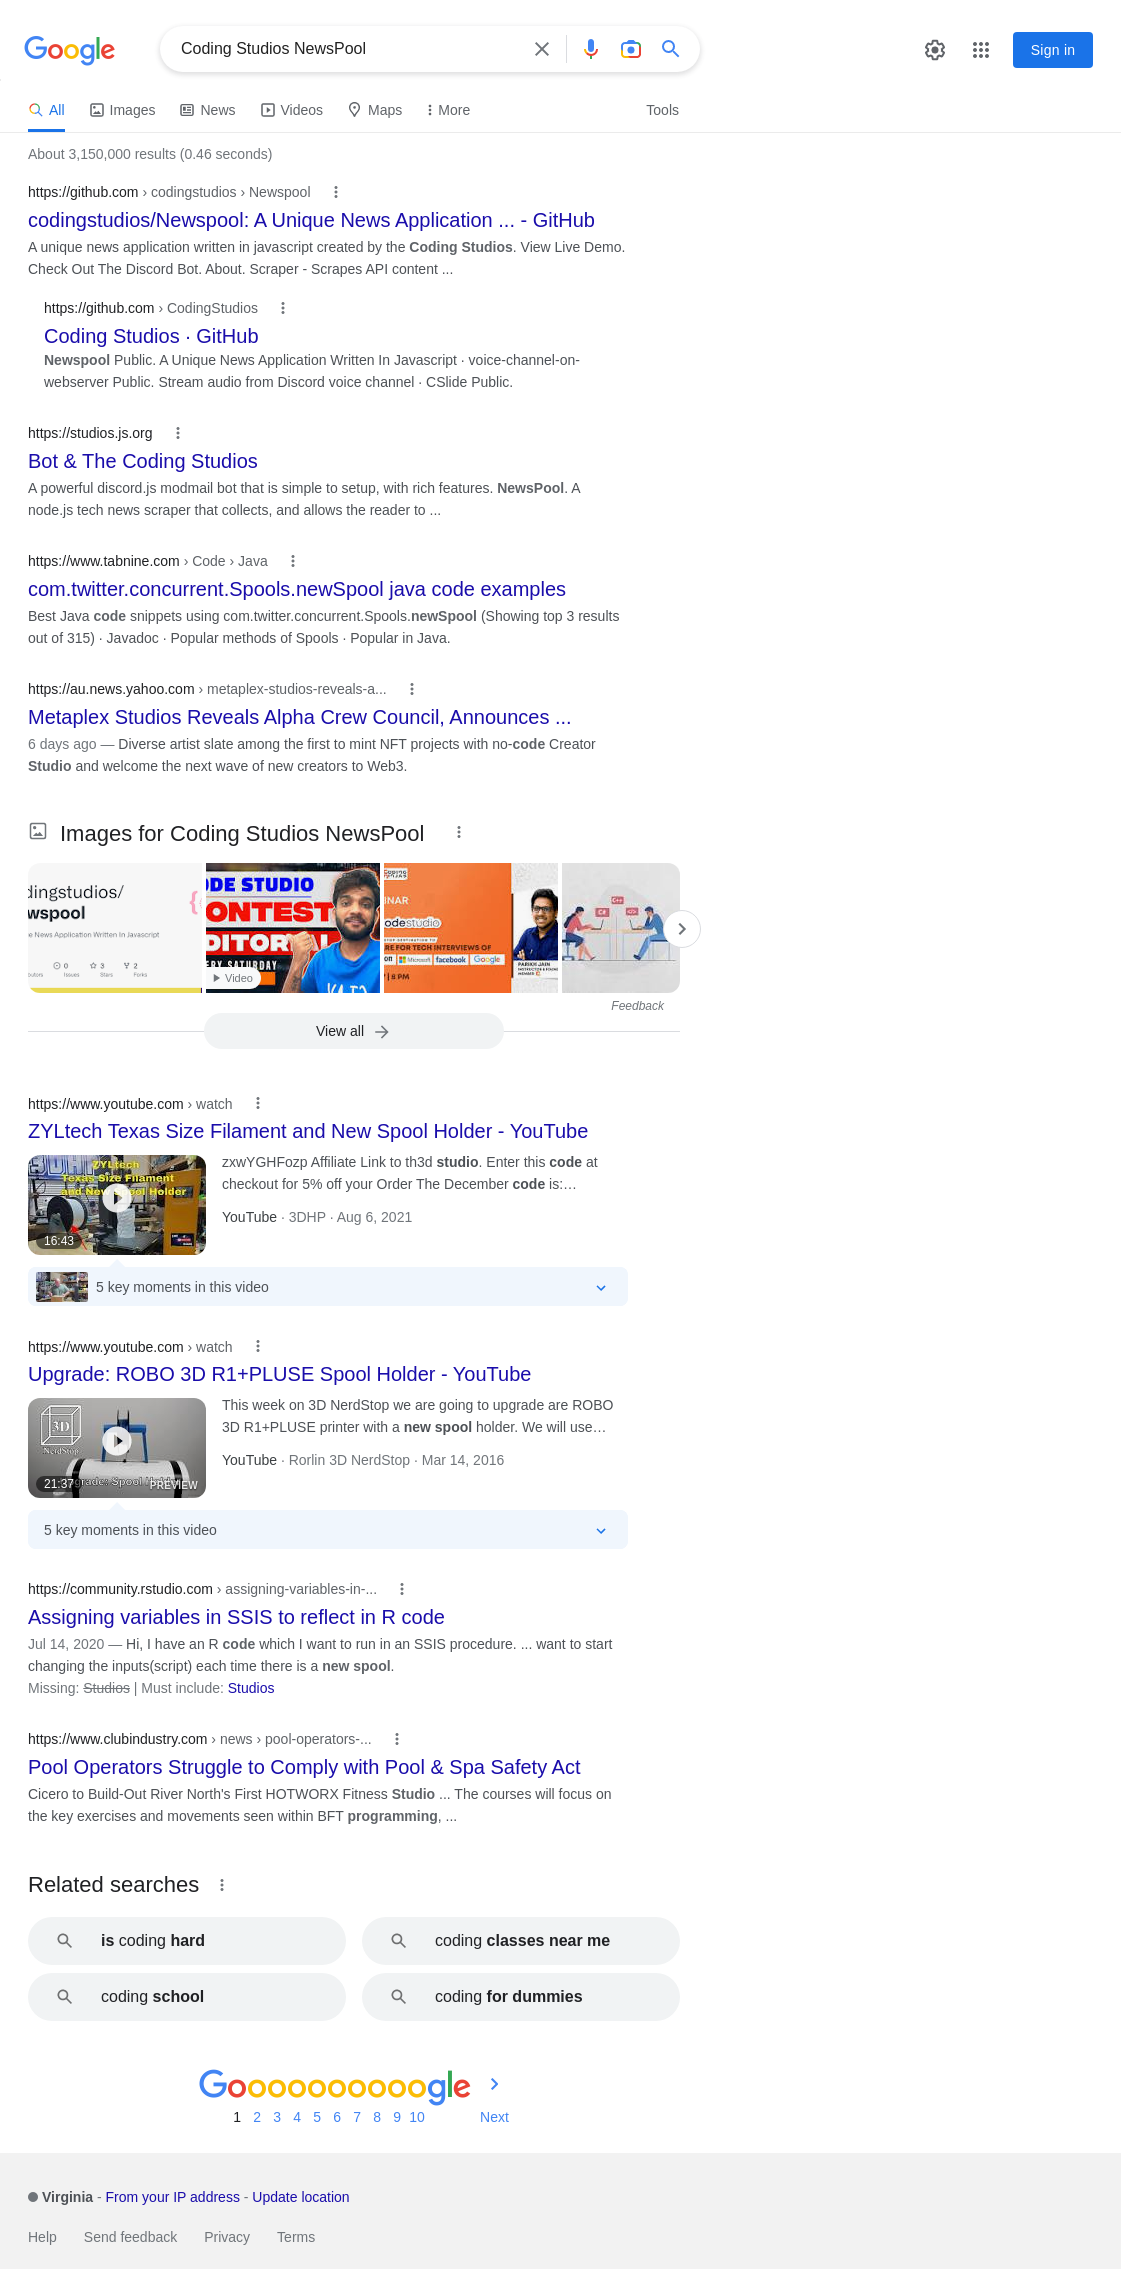 Google
Coding Studios NewsPool
Sign in
All
Images
News
Videos
Maps
More
Tools
About 3,150,000 results (0.46 seconds)
https://github.com › codingstudios › Newspool
codingstudios/Newspool: A Unique News Application ... - GitHub
A unique news application written in javascript created by the Coding Studios. View Live Demo.
Check Out The Discord Bot. About. Scraper - Scrapes API content ...
https://github.com › CodingStudios
Coding Studios · GitHub
Newspool Public. A Unique News Application Written In Javascript · voice-channel-on-
webserver Public. Stream audio from Discord voice channel · CSlide Public.
https://studios.js.org
Bot & The Coding Studios
A powerful discord.js modmail bot that is simple to setup, with rich features. NewsPool. A
node.js tech news scraper that collects, and allows the reader to ...
https://www.tabnine.com › Code › Java
com.twitter.concurrent.Spools.newSpool java code examples
Best Java code snippets using com.twitter.concurrent.Spools.newSpool (Showing top 3 results
out of 315) · Javadoc · Popular methods of Spools · Popular in Java.
https://au.news.yahoo.com › metaplex-studios-reveals-a...
Metaplex Studios Reveals Alpha Crew Council, Announces ...
6 days ago — Diverse artist slate among the first to mint NFT projects with no-code Creator
Studio and welcome the next wave of new creators to Web3.
Images for Coding Studios NewsPool
dingstudios/
wspool
e News Application Written In Javascript
0
3
2
Issues
Stars
Forks
ODE STUDIO
ONTEST
DITORIAL
RY SATURDAY
Video
CODING
INAR
odestudio
RE FOR TECH INTERVIEWS OF
on
Microsoft
facebook
Google
| 8 PM
PARIKH JAIN
C++
C#
</>
Feedback
View all
https://www.youtube.com › watch
ZYLtech Texas Size Filament and New Spool Holder - YouTube
ZYLtech
Texas Size Filament
and New Spool Holder
16:43
zxwYGHFozp Affiliate Link to th3d studio. Enter this code at
checkout for 5% off your Order The December code is:...
YouTube · 3DHP · Aug 6, 2021
5 key moments in this video
https://www.youtube.com › watch
Upgrade: ROBO 3D R1+PLUSE Spool Holder - YouTube
3D
NerdStop
grade: Spool Holder
21:37
PREVIEW
This week on 3D NerdStop we are going to upgrade are ROBO
3D R1+PLUSE printer with a new spool holder. We will use...
YouTube · Rorlin 3D NerdStop · Mar 14, 2016
5 key moments in this video
https://community.rstudio.com › assigning-variables-in-...
Assigning variables in SSIS to reflect in R code
Jul 14, 2020 — Hi, I have an R code which I want to run in an SSIS procedure. ... want to start
changing the inputs(script) each time there is a new spool.
Missing: Studios | Must include: Studios
https://www.clubindustry.com › news › pool-operators-...
Pool Operators Struggle to Comply with Pool & Spa Safety Act
Cicero to Build-Out River North's First HOTWORX Fitness Studio ... The courses will focus on
the key exercises and movements seen within BFT programming, ...
Related searches
is coding hard
coding classes near me
coding school
coding for dummies
Goooooooooogle
1 2 3 4 5 6 7 8 9 10 Next
Virginia - From your IP address - Update location
Help Send feedback Privacy Terms